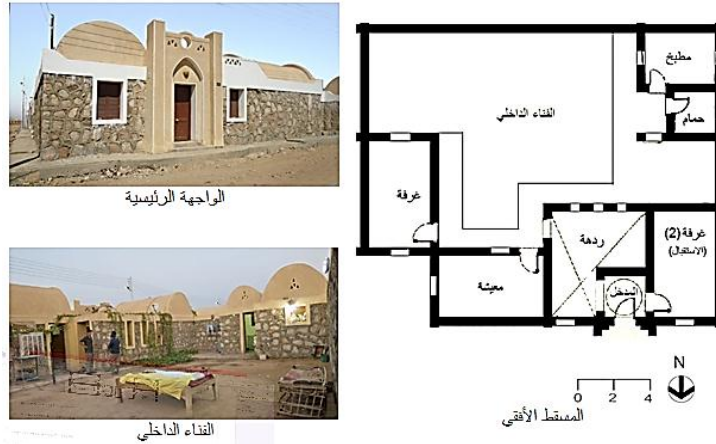 الواجهة الرئيسية
الفناء الداخلي
مطبخ
حمام
الفناء الداخلي
غرفة
ردهة
غرفة (2)
(الاستقبال)
معيشة
المدخل
N
0 2 4
المسقط الأفقي